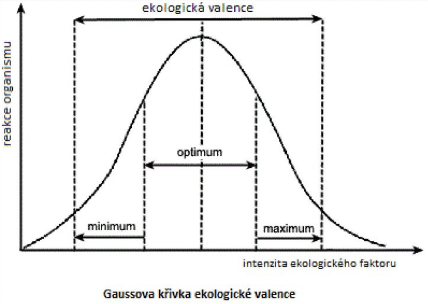 ekologická valence
reakce organismu
optimum
minimum
maximum
intenzita ekologického faktoru
Gaussova křivka ekologické valence